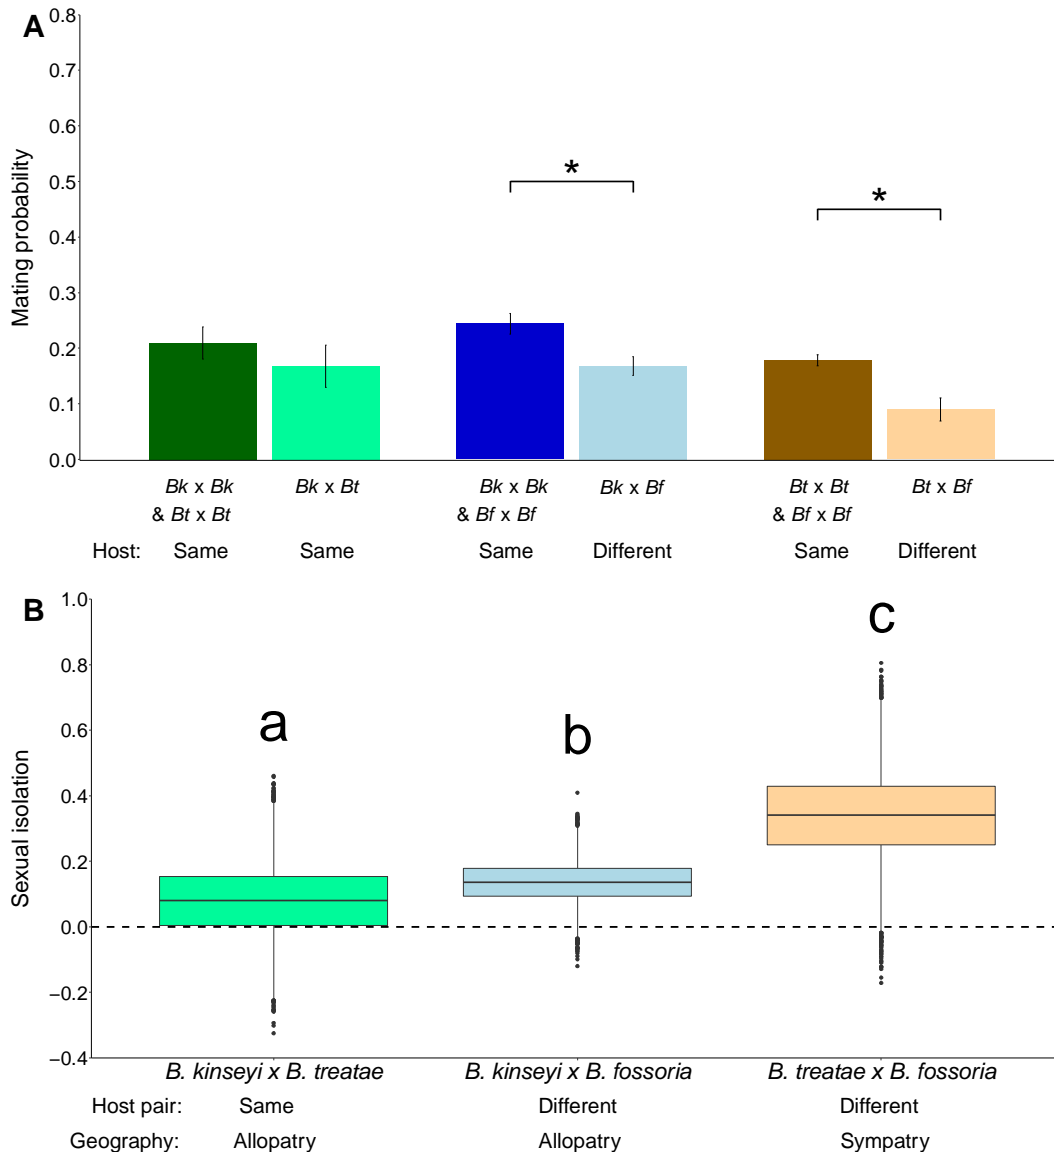 A
0.8
0.7
0.6
0.5
0.4
0.3
0.2
0.1
0.0
Mating probability
*
*
Bk x Bk Bk x Bt Bk x Bk Bk x Bf Bt x Bt Bt x Bf
& Bt x Bt & Bf x Bf & Bf x Bf
Host: Same Same Same Different Same Different
B
1.0
0.8
0.6
0.4
0.2
0.0
−0.2
−0.4
Sexual isolation
a
b
c
B. kinseyi x B. treatae B. kinseyi x B. fossoria B. treatae x B. fossoria
Host pair: Same Different Different
Geography: Allopatry Allopatry Sympatry